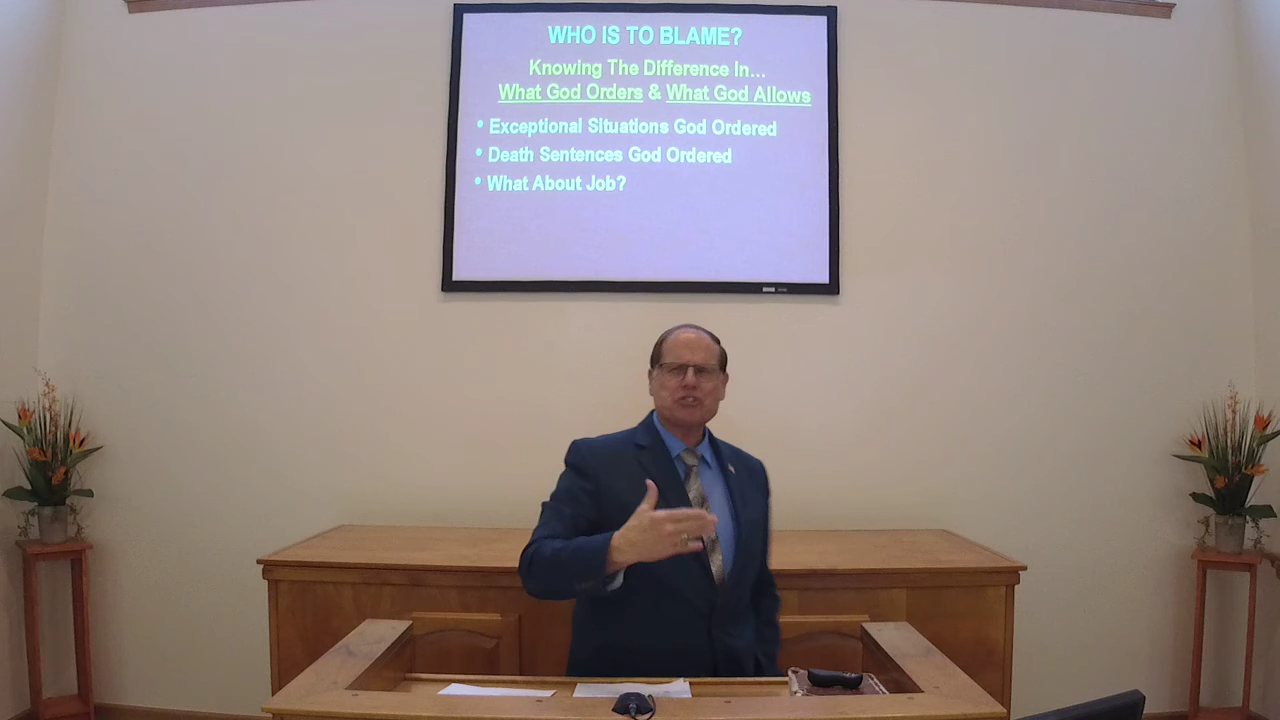 WHO IS TO BLAME?
Knowing The Difference In...
What God Orders & What God Allows
• Exceptional Situations God Ordered
• Death Sentences God Ordered
• What About Job?